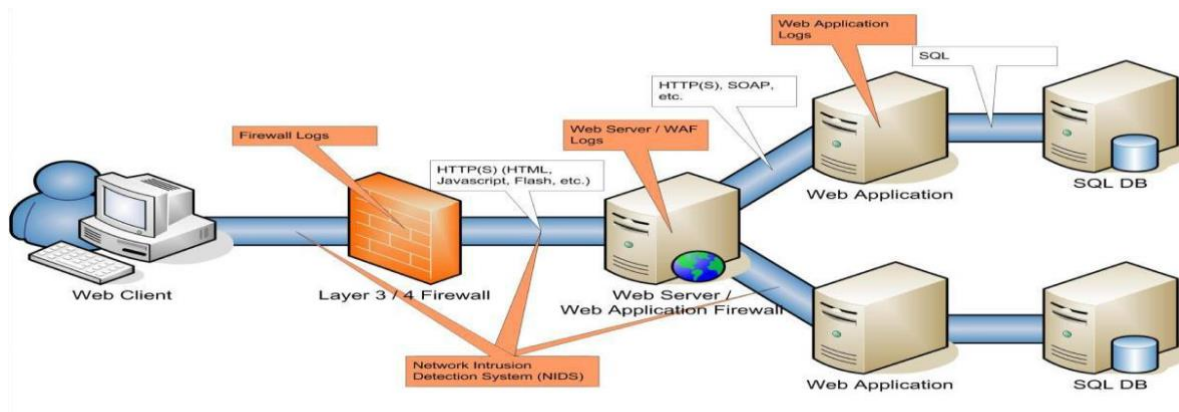 Web Application
Logs
SQL
HTTP(S), SOAP,
etc.
Firewall Logs
Web Server / WAF
Logs
HTTP(S) (HTML,
Javascript, Flash, etc.)
Web Application
SQL DB
Web Client
Layer 3 / 4 Firewall
Web Server /
Web Application Firewall
Network Intrusion
Detection System (NIDS)
Web Application
SQL DB